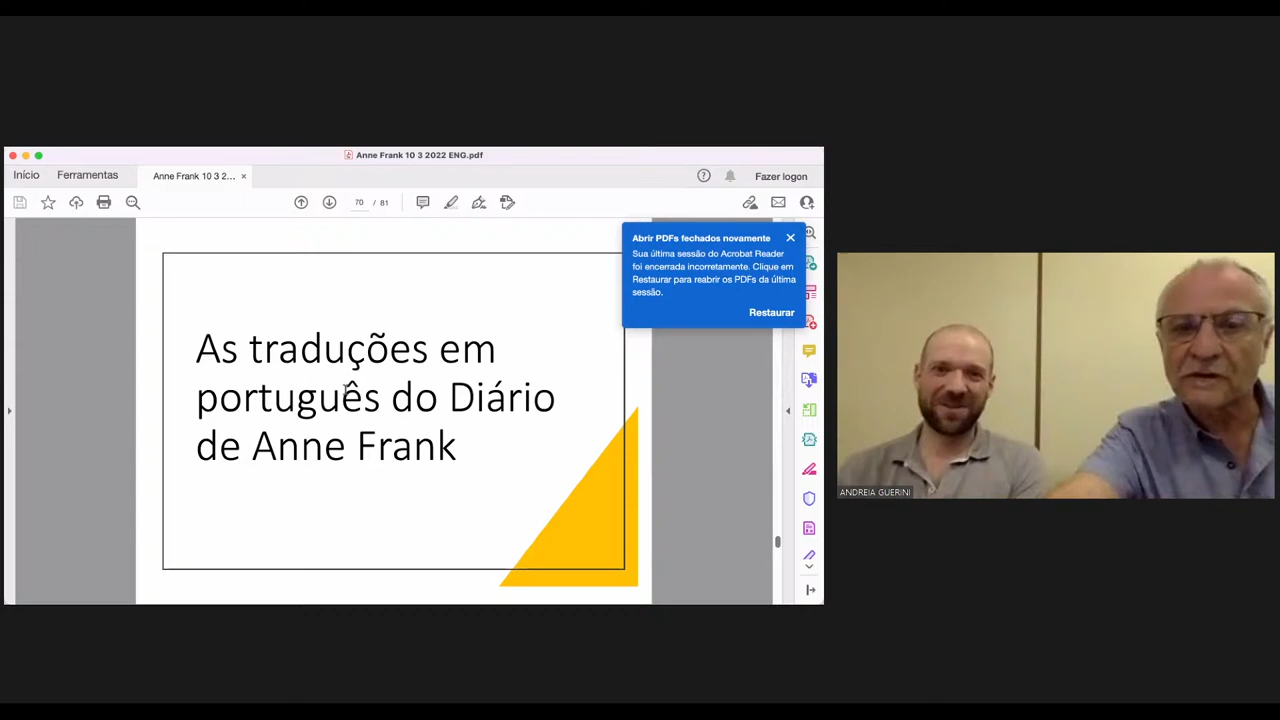 Anne Frank 10 3 2022 ENG.pdf
Início Ferramentas Anne Frank 10 3 2... × Fazer logon
70 / 81
Abrir PDFs fechados novamente
Sua última sessão do Acrobat Reader
foi encerrada incorretamente. Clique em
Restaurar para reabrir os PDFs da última
sessão.
Restaurar
As traduções em
português do Diário
de Anne Frank
ANDREIA GUERINI